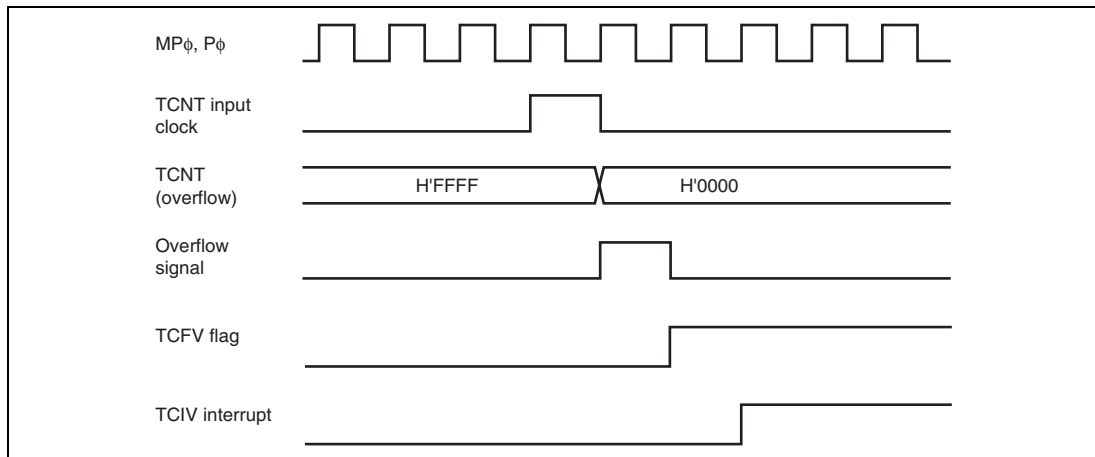 MPϕ, Pϕ
TCNT input
clock
TCNT
(overflow)
H'FFFF
H'0000
Overflow
signal
TCFV flag
TCIV interrupt